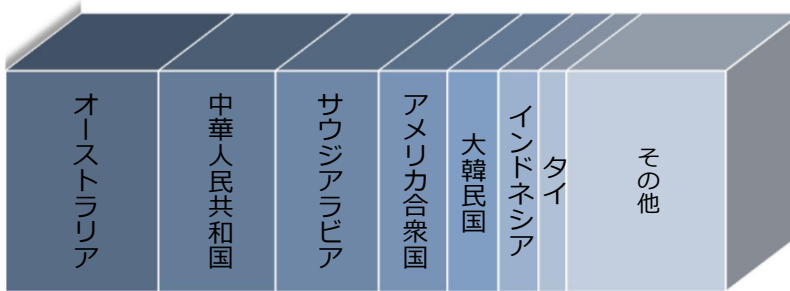 オーストラリア
中華人民共和国
サウジアラビア
アメリカ合衆国
大韓民国
インドネシア
タイ
その他